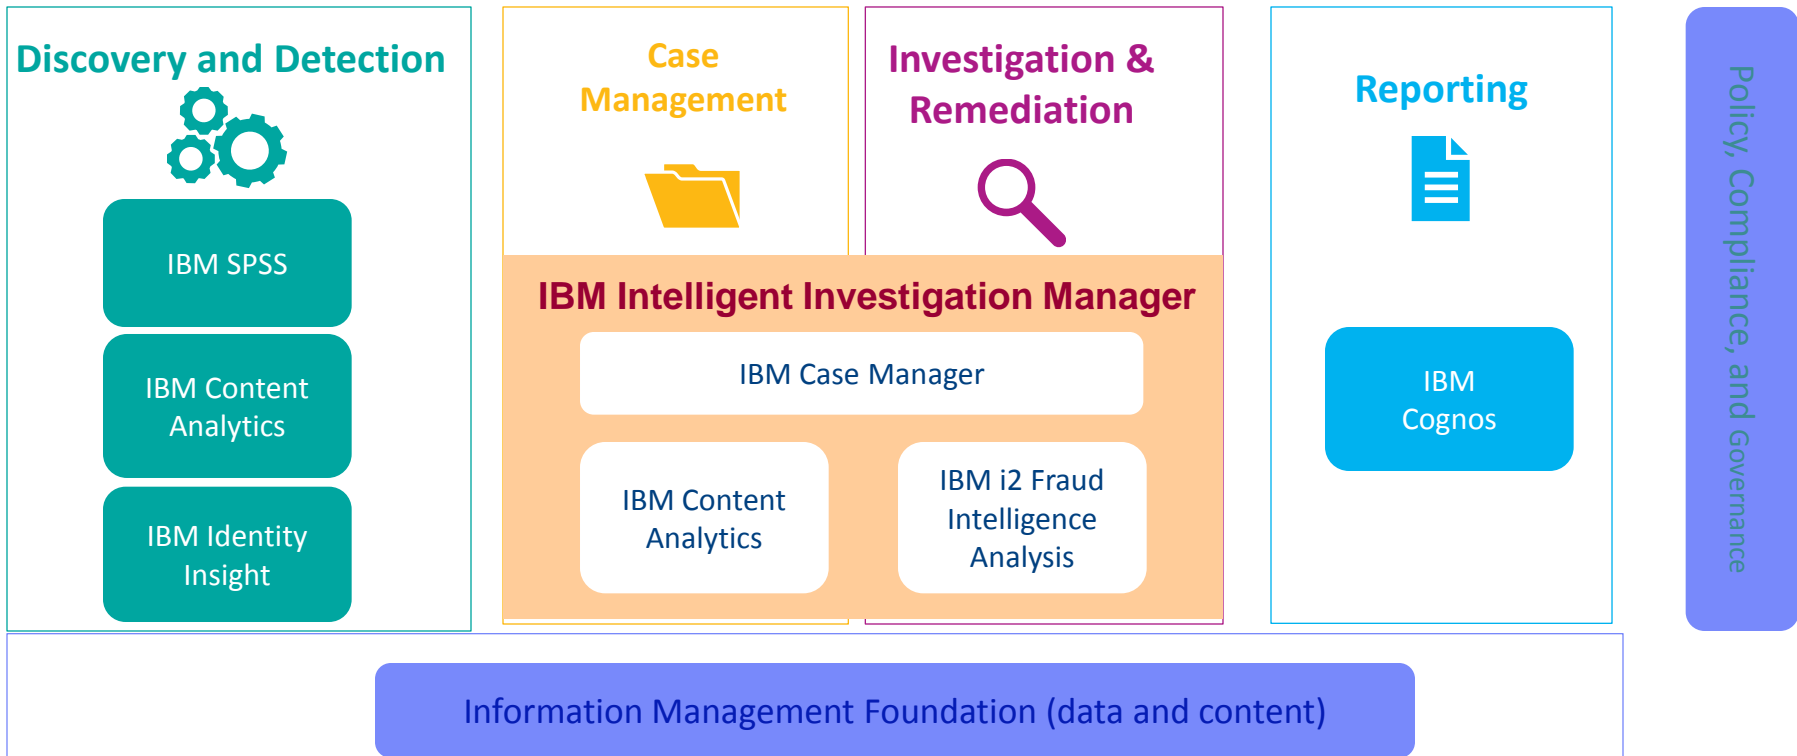 Discovery and Detection
IBM SPSS
IBM Content
Analytics
IBM Identity
Insight
Case
Management
Investigation &
Remediation
IBM Intelligent Investigation Manager
IBM Case Manager
IBM Content
Analytics
IBM i2 Fraud
Intelligence
Analysis
Reporting
IBM
Cognos
Policy, Compliance, and Governance
Information Management Foundation (data and content)